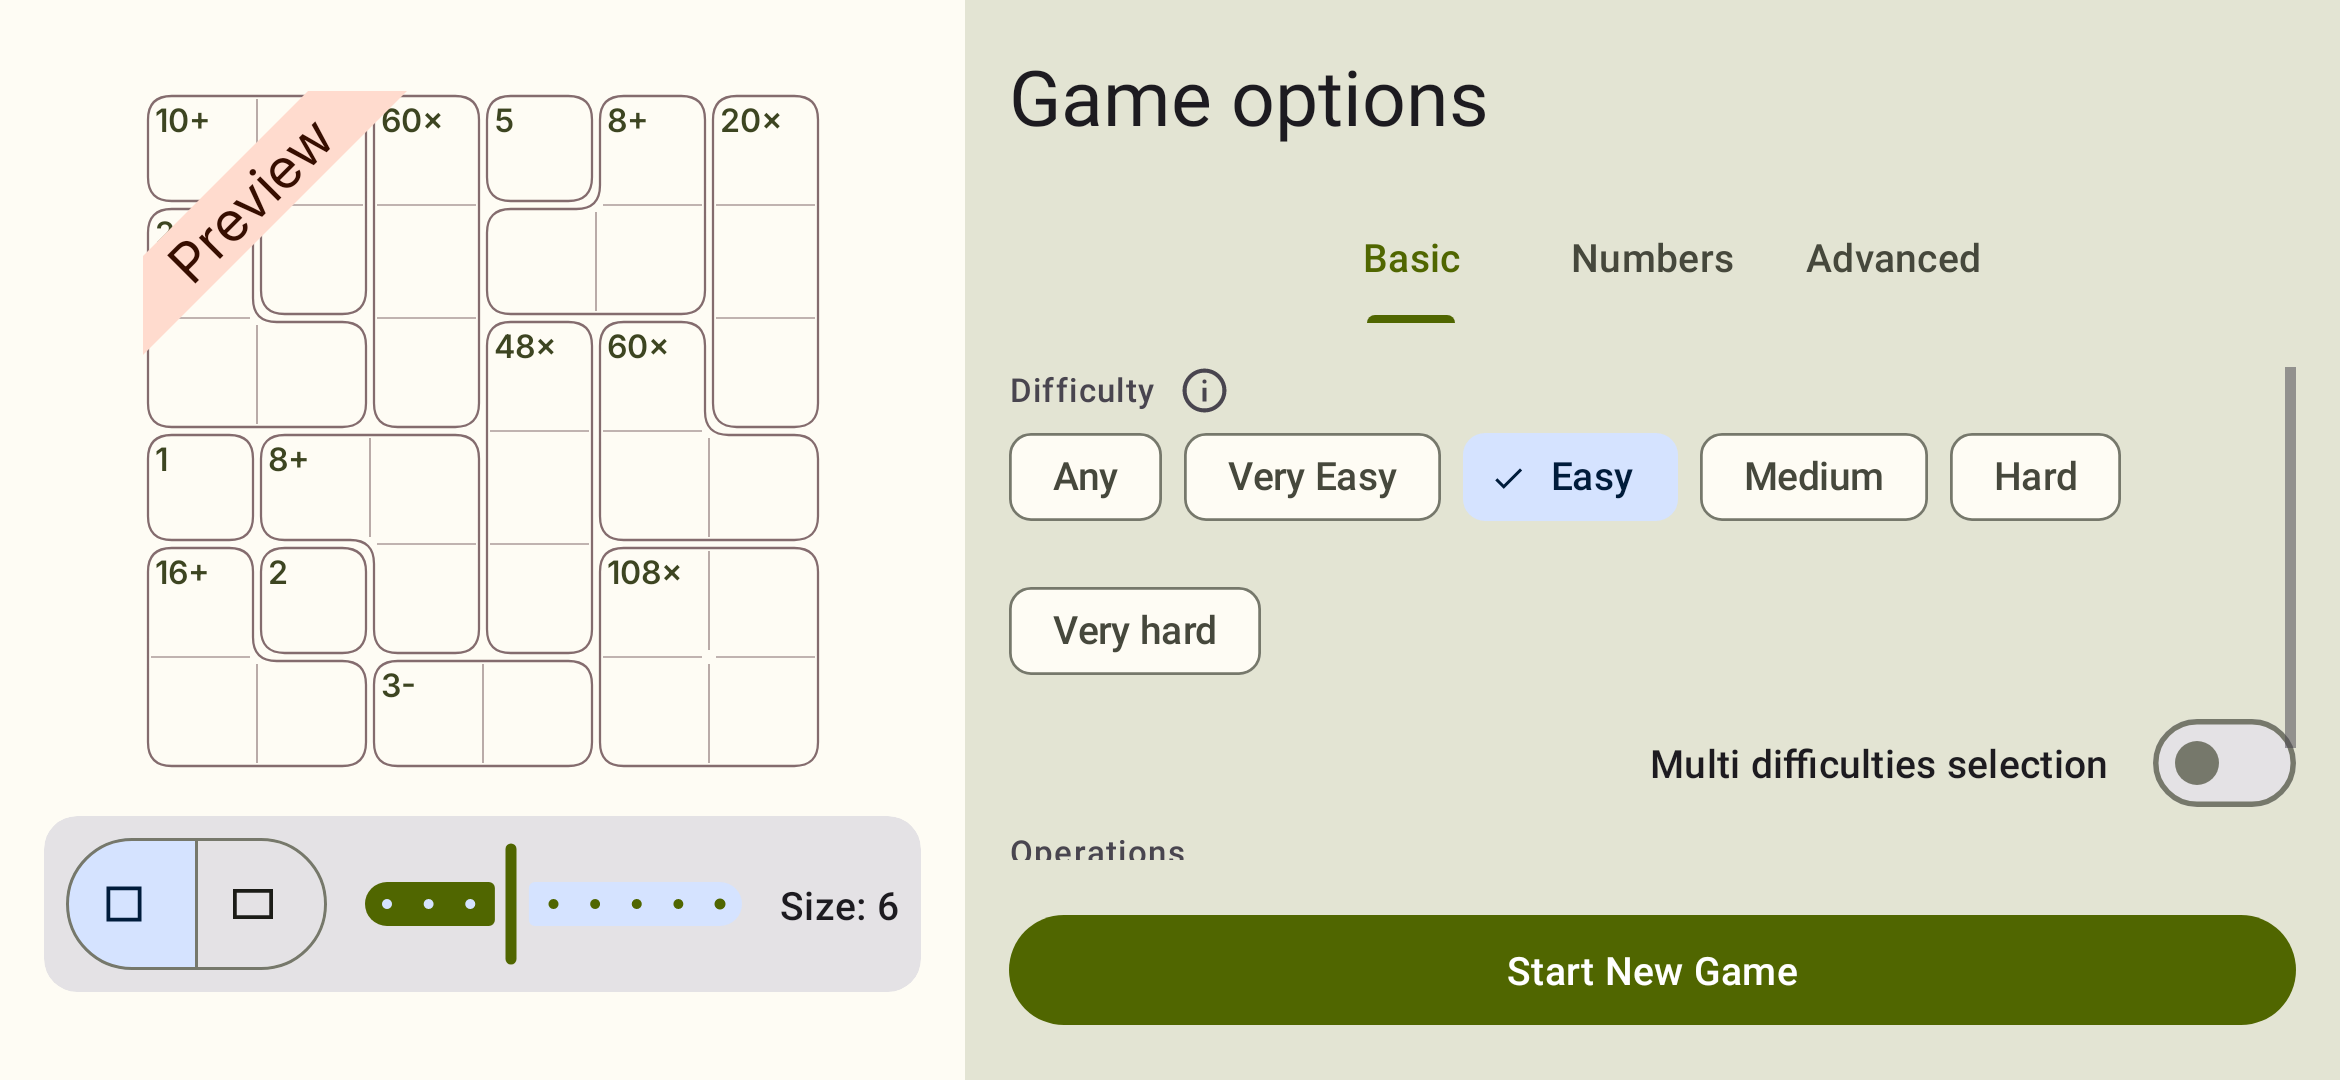 10+ 60× 5 8+ 20×
Preview
48× 60×
1 8+
16+ 2 108×
3-
Size: 6
Game options
Basic Numbers Advanced
Difficulty
Any Very Easy Easy Medium Hard
Very hard
Multi difficulties selection
Operations
Start New Game